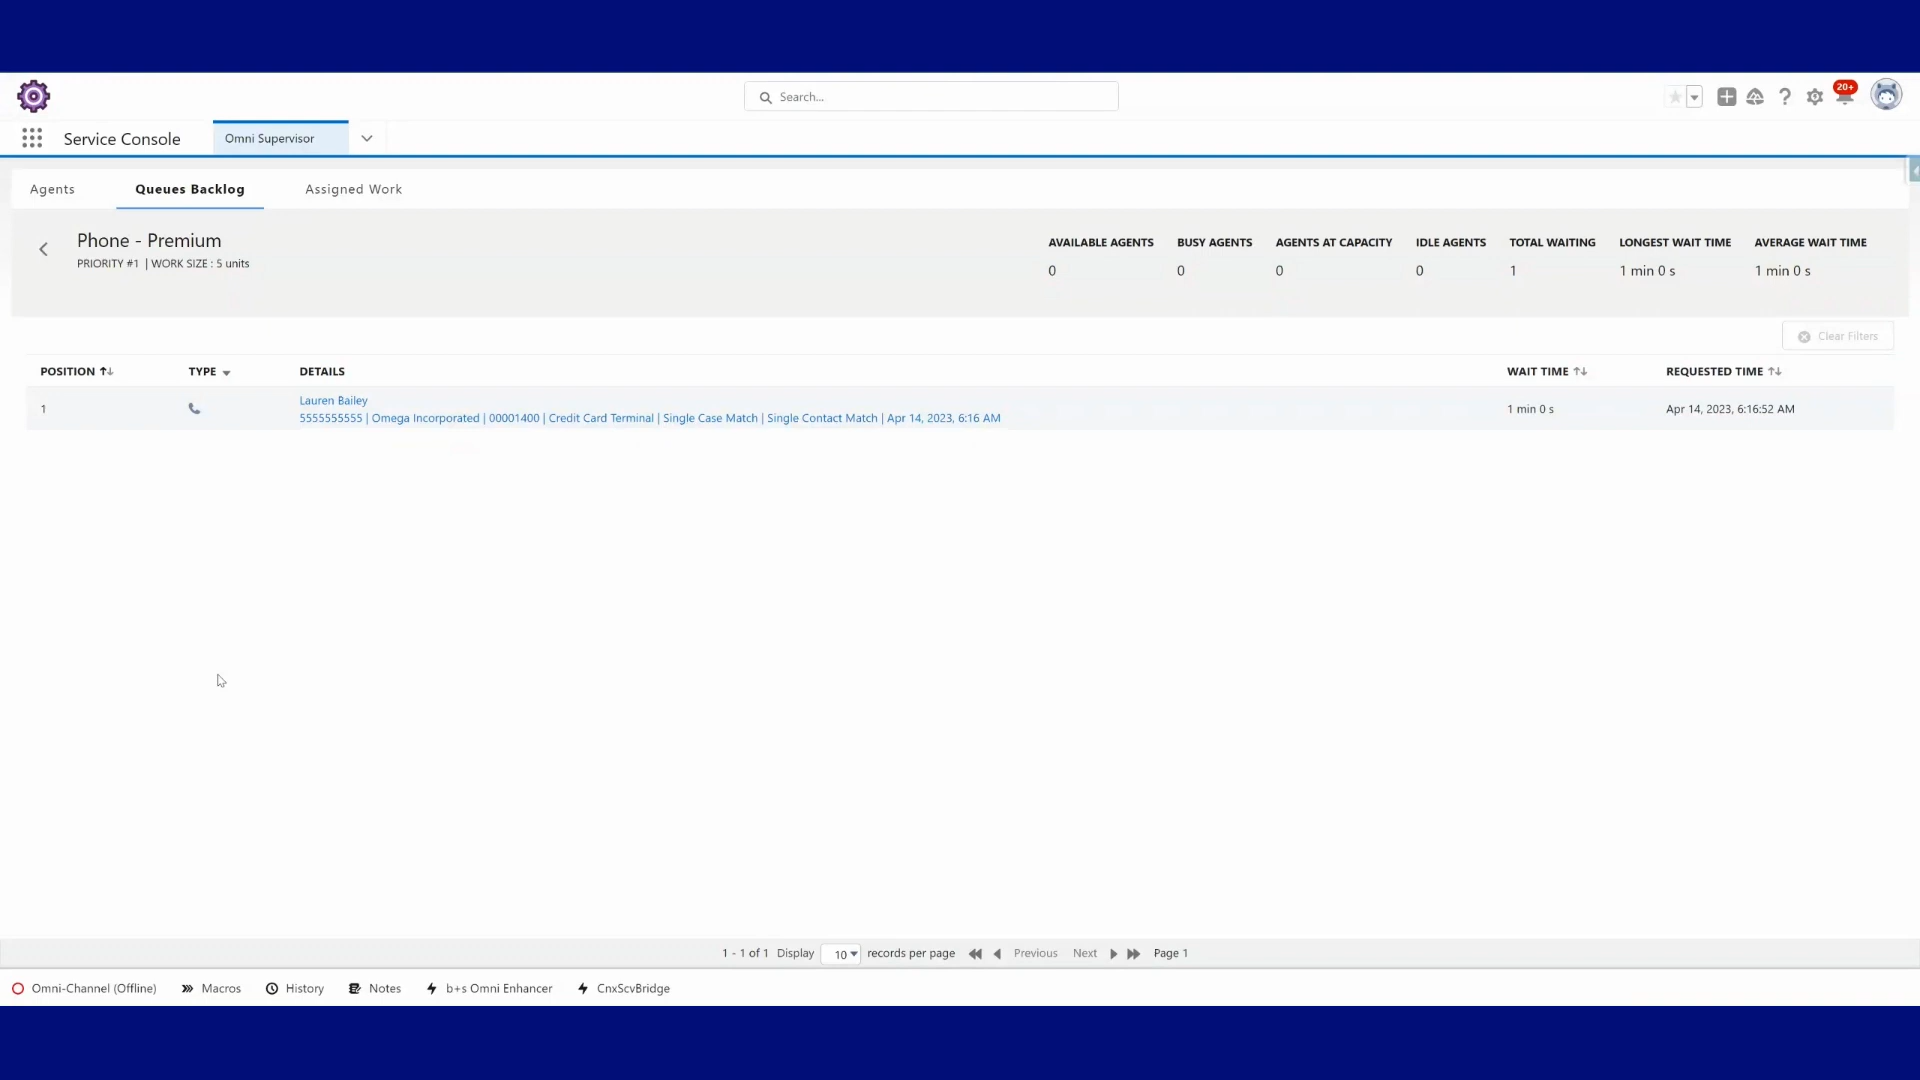 Search...
20+
Service Console
Omni Supervisor
Agents
Queues Backlog
Assigned Work
Phone - Premium
PRIORITY #1 | WORK SIZE : 5 units
AVAILABLE AGENTS BUSY AGENTS AGENTS AT CAPACITY IDLE AGENTS TOTAL WAITING LONGEST WAIT TIME AVERAGE WAIT TIME
0 0 0 0 1 1 min 0 s 1 min 0 s
Clear Filters
POSITION TYPE DETAILS WAIT TIME REQUESTED TIME
Lauren Bailey
1 1 min 0 s Apr 14, 2023, 6:16:52 AM
5555555555 | Omega Incorporated | 00001400 | Credit Card Terminal | Single Case Match | Single Contact Match | Apr 14, 2023, 6:16 AM
1 - 1 of 1 Display 10 records per page Previous Next Page 1
Omni-Channel (Offline) Macros History Notes b+s Omni Enhancer CnxScvBridge